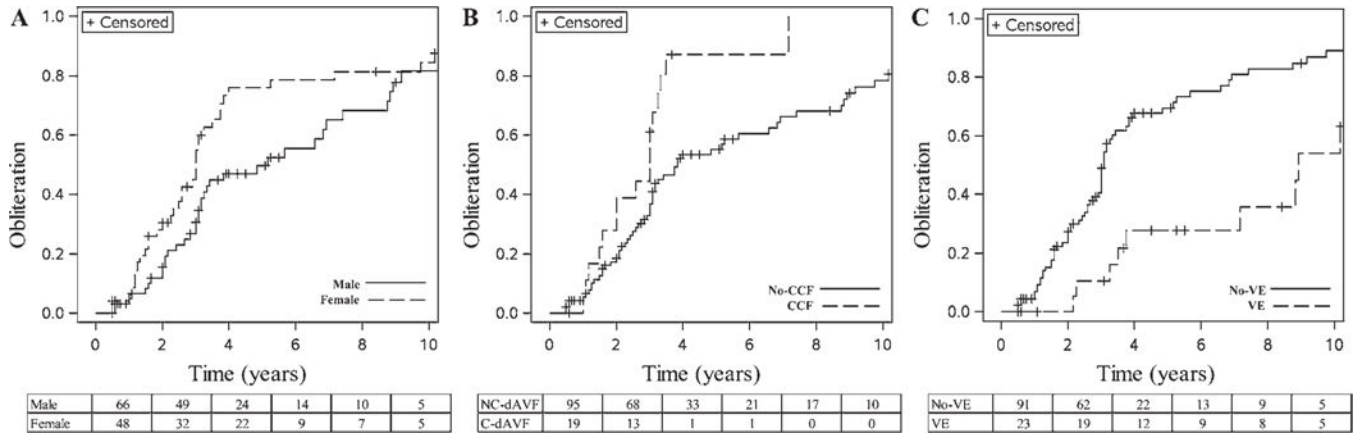 A
+ Censored
1.0
0.8
0.6
0.4
0.2
0.0
Obliteration
Male
Female
0 2 4 6 8 10
Time (years)
Male 66 49 24 14 10 5
Female 48 32 22 9 7 5
B
+ Censored
1.0
0.8
0.6
0.4
0.2
0.0
Obliteration
No-CCF
CCF
0 2 4 6 8 10
Time (years)
NC-dAVF 95 68 33 21 17 10
C-dAVF 19 13 1 1 0 0
C
+ Censored
1.0
0.8
0.6
0.4
0.2
0.0
Obliteration
No-VE
VE
0 2 4 6 8 10
Time (years)
No-VE 91 62 22 13 9 5
VE 23 19 12 9 8 5